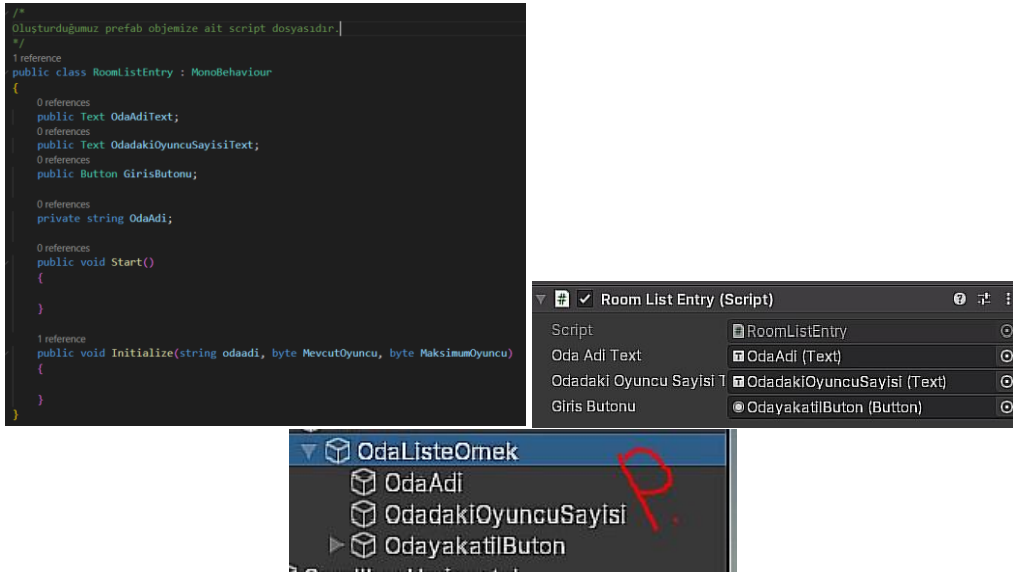 /*
Oluşturduğumuz prefab objemize ait script dosyasıdır.
*/
1 reference
public class RoomListEntry : MonoBehaviour
{
0 references
public Text OdaAdiText;
0 references
public Text OdadakiOyuncuSayisiText;
0 references
public Button GirisButonu;
0 references
private string OdaAdi;
0 references
public void Start()
{
}
1 reference
public void Initialize(string odaadi, byte MevcutOyuncu, byte MaksimumOyuncu)
{
}
}
Room List Entry (Script)
Script RoomListEntry
Oda Adi Text OdaAdi (Text)
Odadaki Oyuncu Sayisi T OdadakiOyuncuSayisi (Text)
Giris Butonu OdayakatilButon (Button)
OdaListeOrnek
OdaAdi
OdadakiOyuncuSayisi
OdayakatilButon
P.